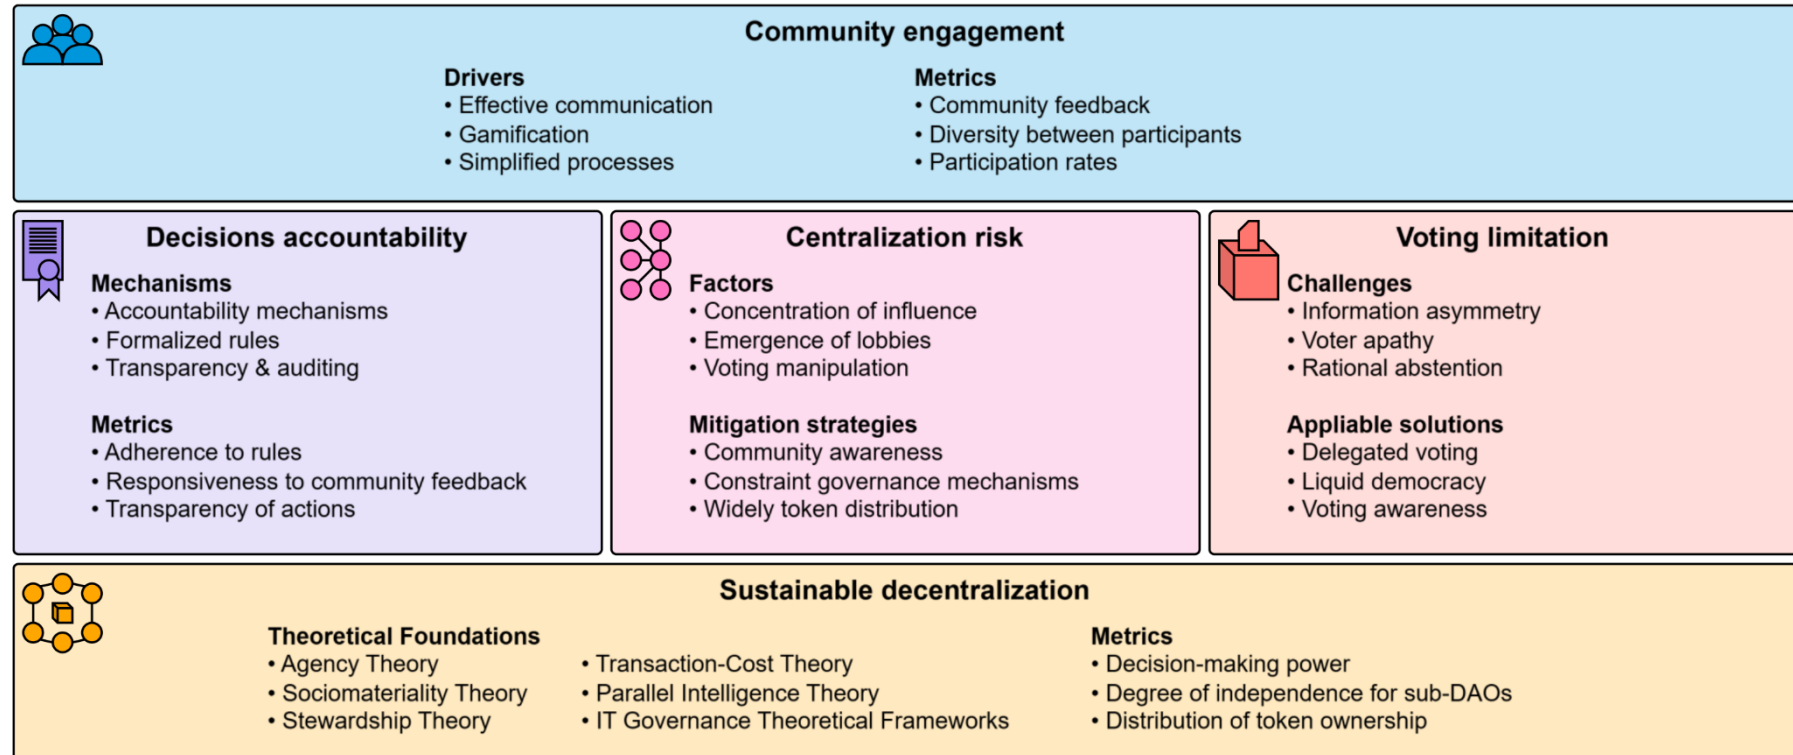 Community engagement
Drivers
• Effective communication
• Gamification
• Simplified processes
Metrics
• Community feedback
• Diversity between participants
• Participation rates
Decisions accountability
Mechanisms
• Accountability mechanisms
• Formalized rules
• Transparency & auditing
Metrics
• Adherence to rules
• Responsiveness to community feedback
• Transparency of actions
Centralization risk
Factors
• Concentration of influence
• Emergence of lobbies
• Voting manipulation
Mitigation strategies
• Community awareness
• Constraint governance mechanisms
• Widely token distribution
Voting limitation
Challenges
• Information asymmetry
• Voter apathy
• Rational abstention
Appliable solutions
• Delegated voting
• Liquid democracy
• Voting awareness
Sustainable decentralization
Theoretical Foundations
• Agency Theory
• Sociomateriality Theory
• Stewardship Theory
• Transaction-Cost Theory
• Parallel Intelligence Theory
• IT Governance Theoretical Frameworks
Metrics
• Decision-making power
• Degree of independence for sub-DAOs
• Distribution of token ownership